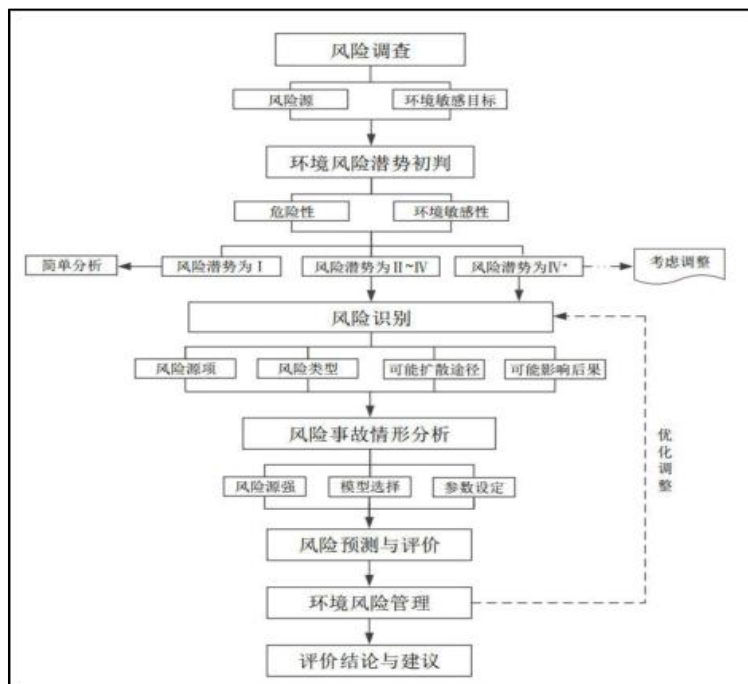 风险调查
风险源 环境敏感目标
环境风险潜势初判
危险性 环境敏感性
简单分析 风险潜势为Ⅰ 风险潜势为Ⅱ~Ⅳ 风险潜势为Ⅳ⁺ 考虑调整
风险识别
风险源项 风险类型 可能扩散途径 可能影响后果
风险事故情形分析
优化调整
风险源强 模型选择 参数设定
风险预测与评价
环境风险管理
评价结论与建议